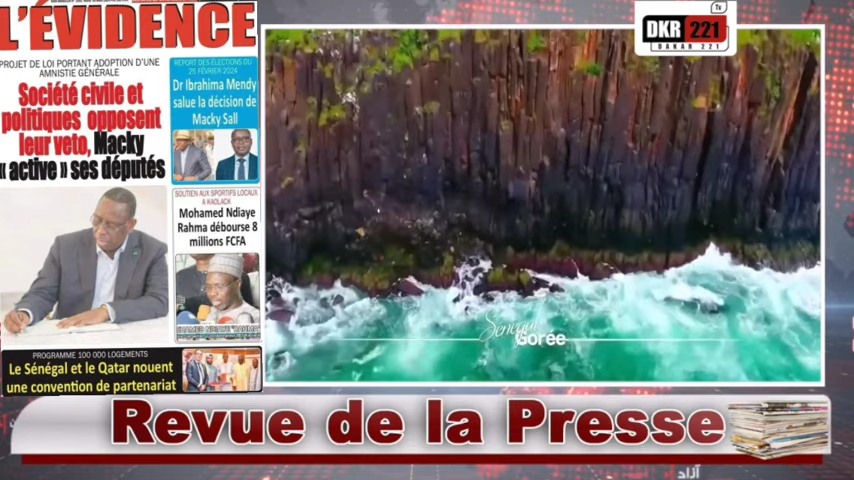 L'ÉVIDENCE
PROJET DE LOI PORTANT ADOPTION D'UNE
AMNISTIE GÉNÉRALE
Société civile et
politiques opposent
leur veto, Macky
« active » ses députés
REPORT DES ÉLECTIONS DU
25 FÉVRIER 2024
Dr Ibrahima Mendy
salue la décision de
Macky Sall
SOUTIEN AUX SPORTIFS LOCAUX
A KAOLACK
Mohamed Ndiaye
Rahma débourse 8
millions FCFA
PROGRAMME 100 000 LOGEMENTS
Le Sénégal et le Qatar nouent
une convention de partenariat
Tv
DKR 221
DAKAR 221
Sénégal
Gorée
Revue de la Presse